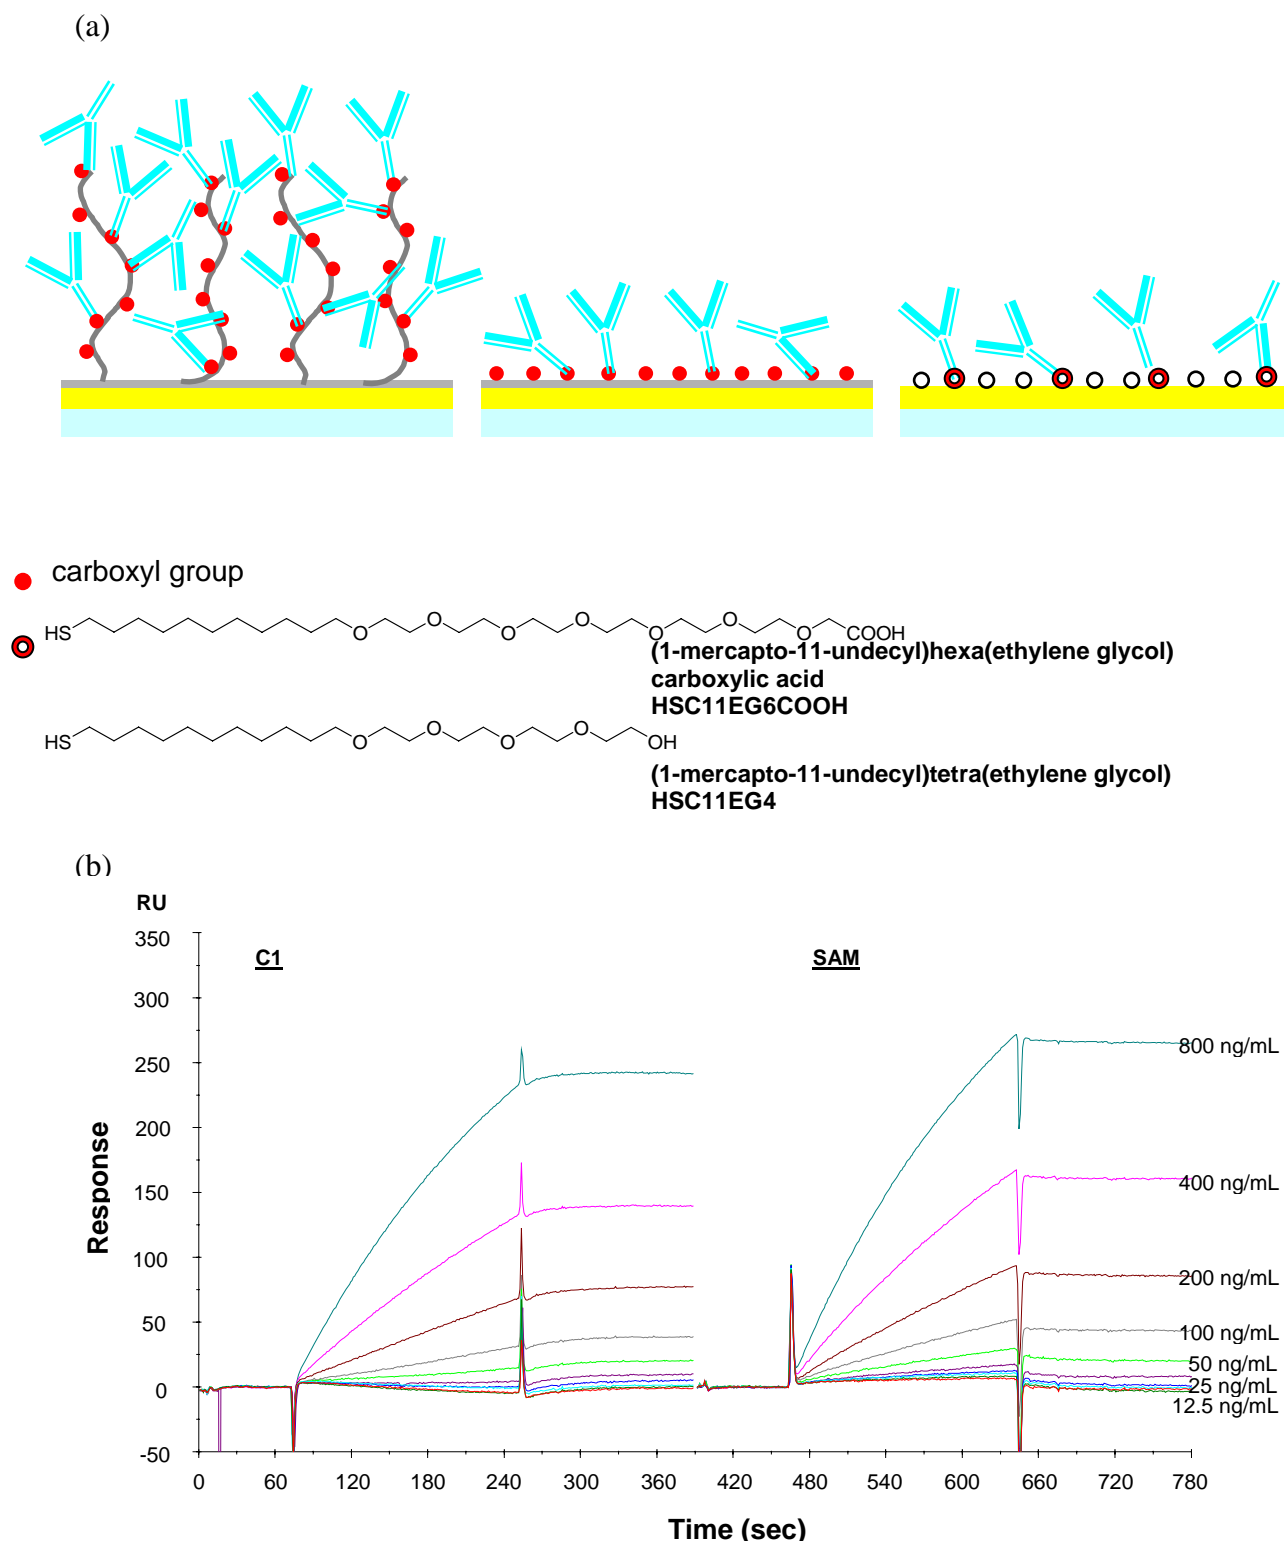 (a)
carboxyl group
HS O O O O O O O COOH
(1-mercapto-11-undecyl)hexa(ethylene glycol)
carboxylic acid
HSC11EG6COOH
HS O O O O OH
(1-mercapto-11-undecyl)tetra(ethylene glycol)
HSC11EG4
(b)
RU
350
C1
SAM
300
800 ng/mL
250
200
400 ng/mL
150
Response
100
200 ng/mL
50
100 ng/mL
50 ng/mL
0
25 ng/mL
12.5 ng/mL
-50
0 60 120 180 240 300 360 420 480 540 600 660 720 780
Time (sec)